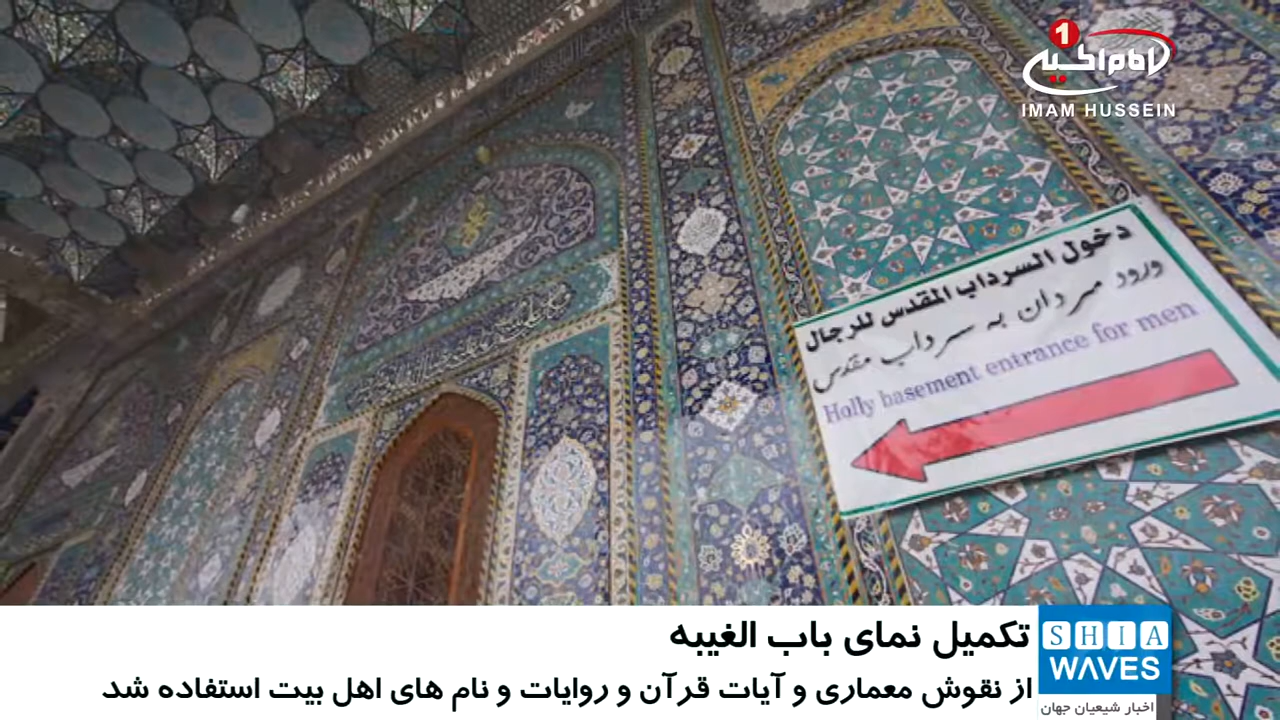 1
امام حسین
IMAM HUSSEIN
دخول السرداب المقدس للرجال
ورود مردان به سرداب مقدس
Holly basement entrance for men
تکمیل نمای باب الغیبه
از نقوش معماری و آیات قرآن و روایات و نام های اهل بیت استفاده شد
SHIA
WAVES
اخبار شیعیان جهان